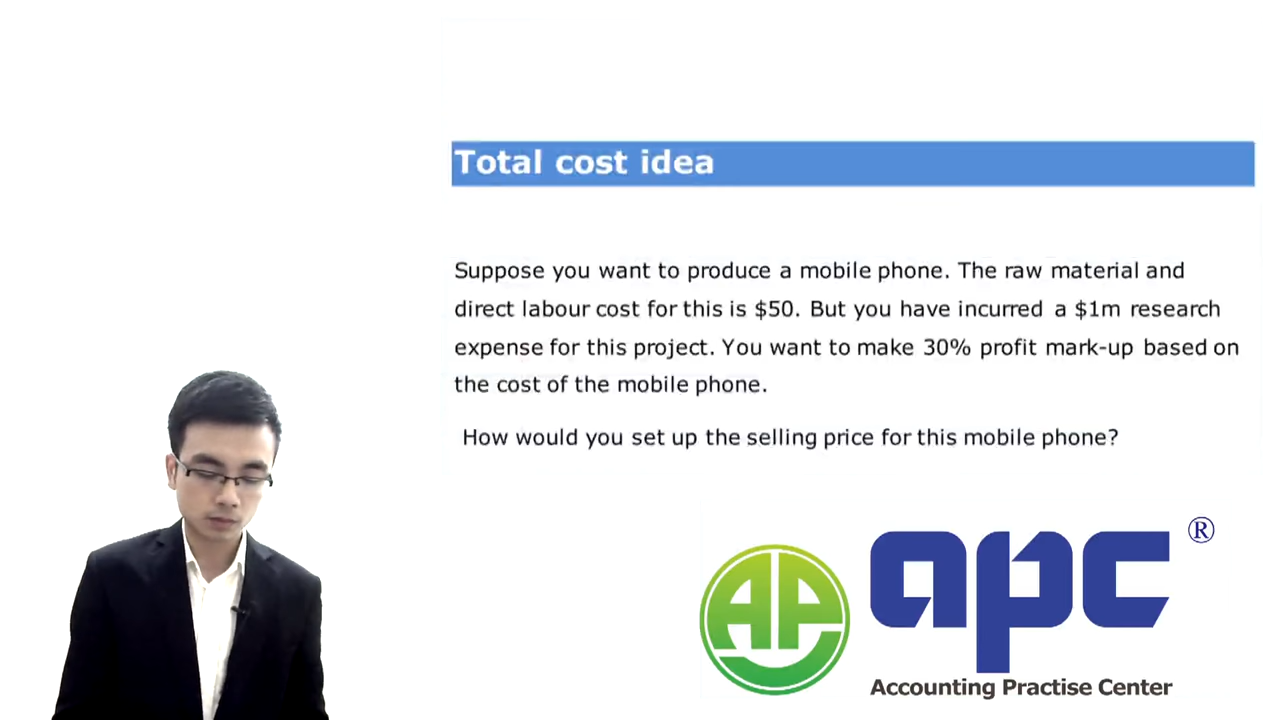 Total cost idea
Suppose you want to produce a mobile phone. The raw material and
direct labour cost for this is $50. But you have incurred a $1m research
expense for this project. You want to make 30% profit mark-up based on
the cost of the mobile phone.
How would you set up the selling price for this mobile phone?
AP
apc ®
Accounting Practise Center